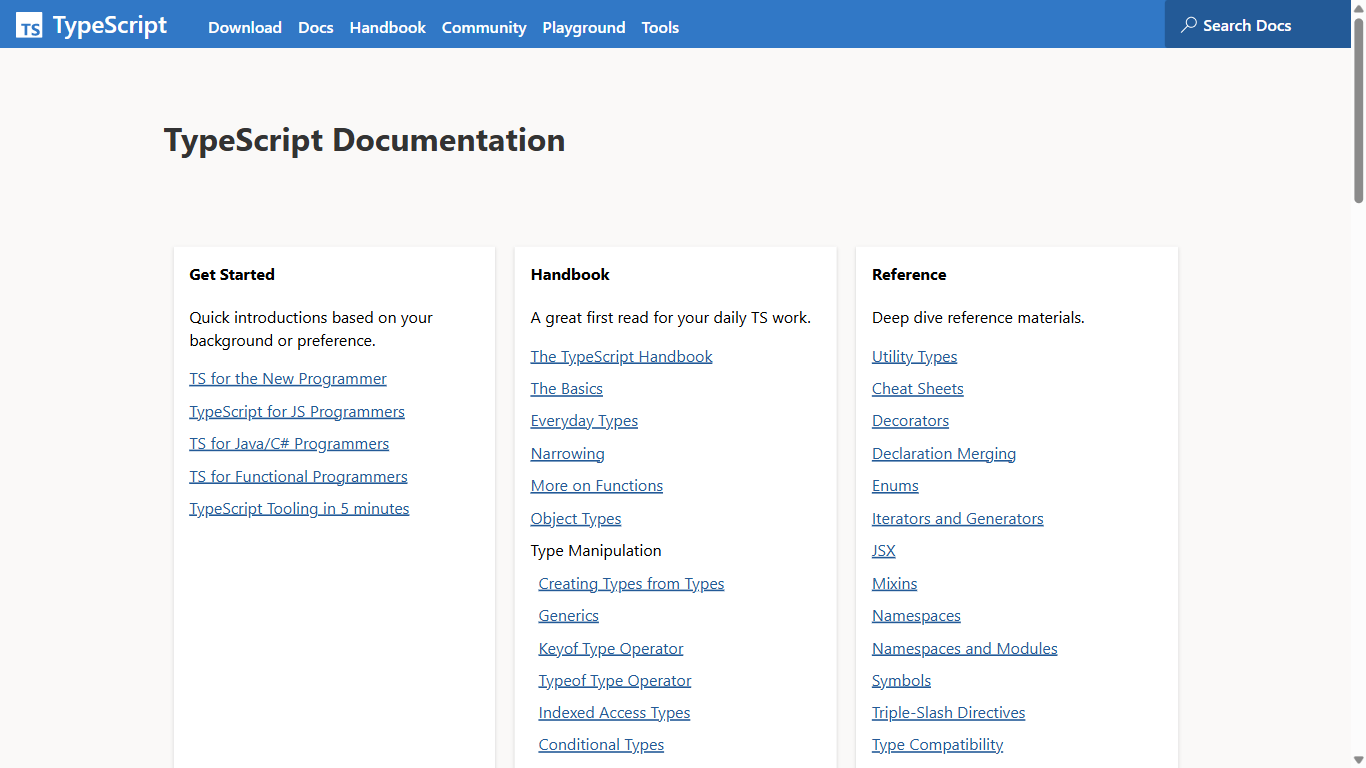 TS TypeScript Download Docs Handbook Community Playground Tools Search Docs
TypeScript Documentation
Get Started
Quick introductions based on your
background or preference.
TS for the New Programmer
TypeScript for JS Programmers
TS for Java/C# Programmers
TS for Functional Programmers
TypeScript Tooling in 5 minutes
Handbook
A great first read for your daily TS work.
The TypeScript Handbook
The Basics
Everyday Types
Narrowing
More on Functions
Object Types
Type Manipulation
Creating Types from Types
Generics
Keyof Type Operator
Typeof Type Operator
Indexed Access Types
Conditional Types
Reference
Deep dive reference materials.
Utility Types
Cheat Sheets
Decorators
Declaration Merging
Enums
Iterators and Generators
JSX
Mixins
Namespaces
Namespaces and Modules
Symbols
Triple-Slash Directives
Type Compatibility